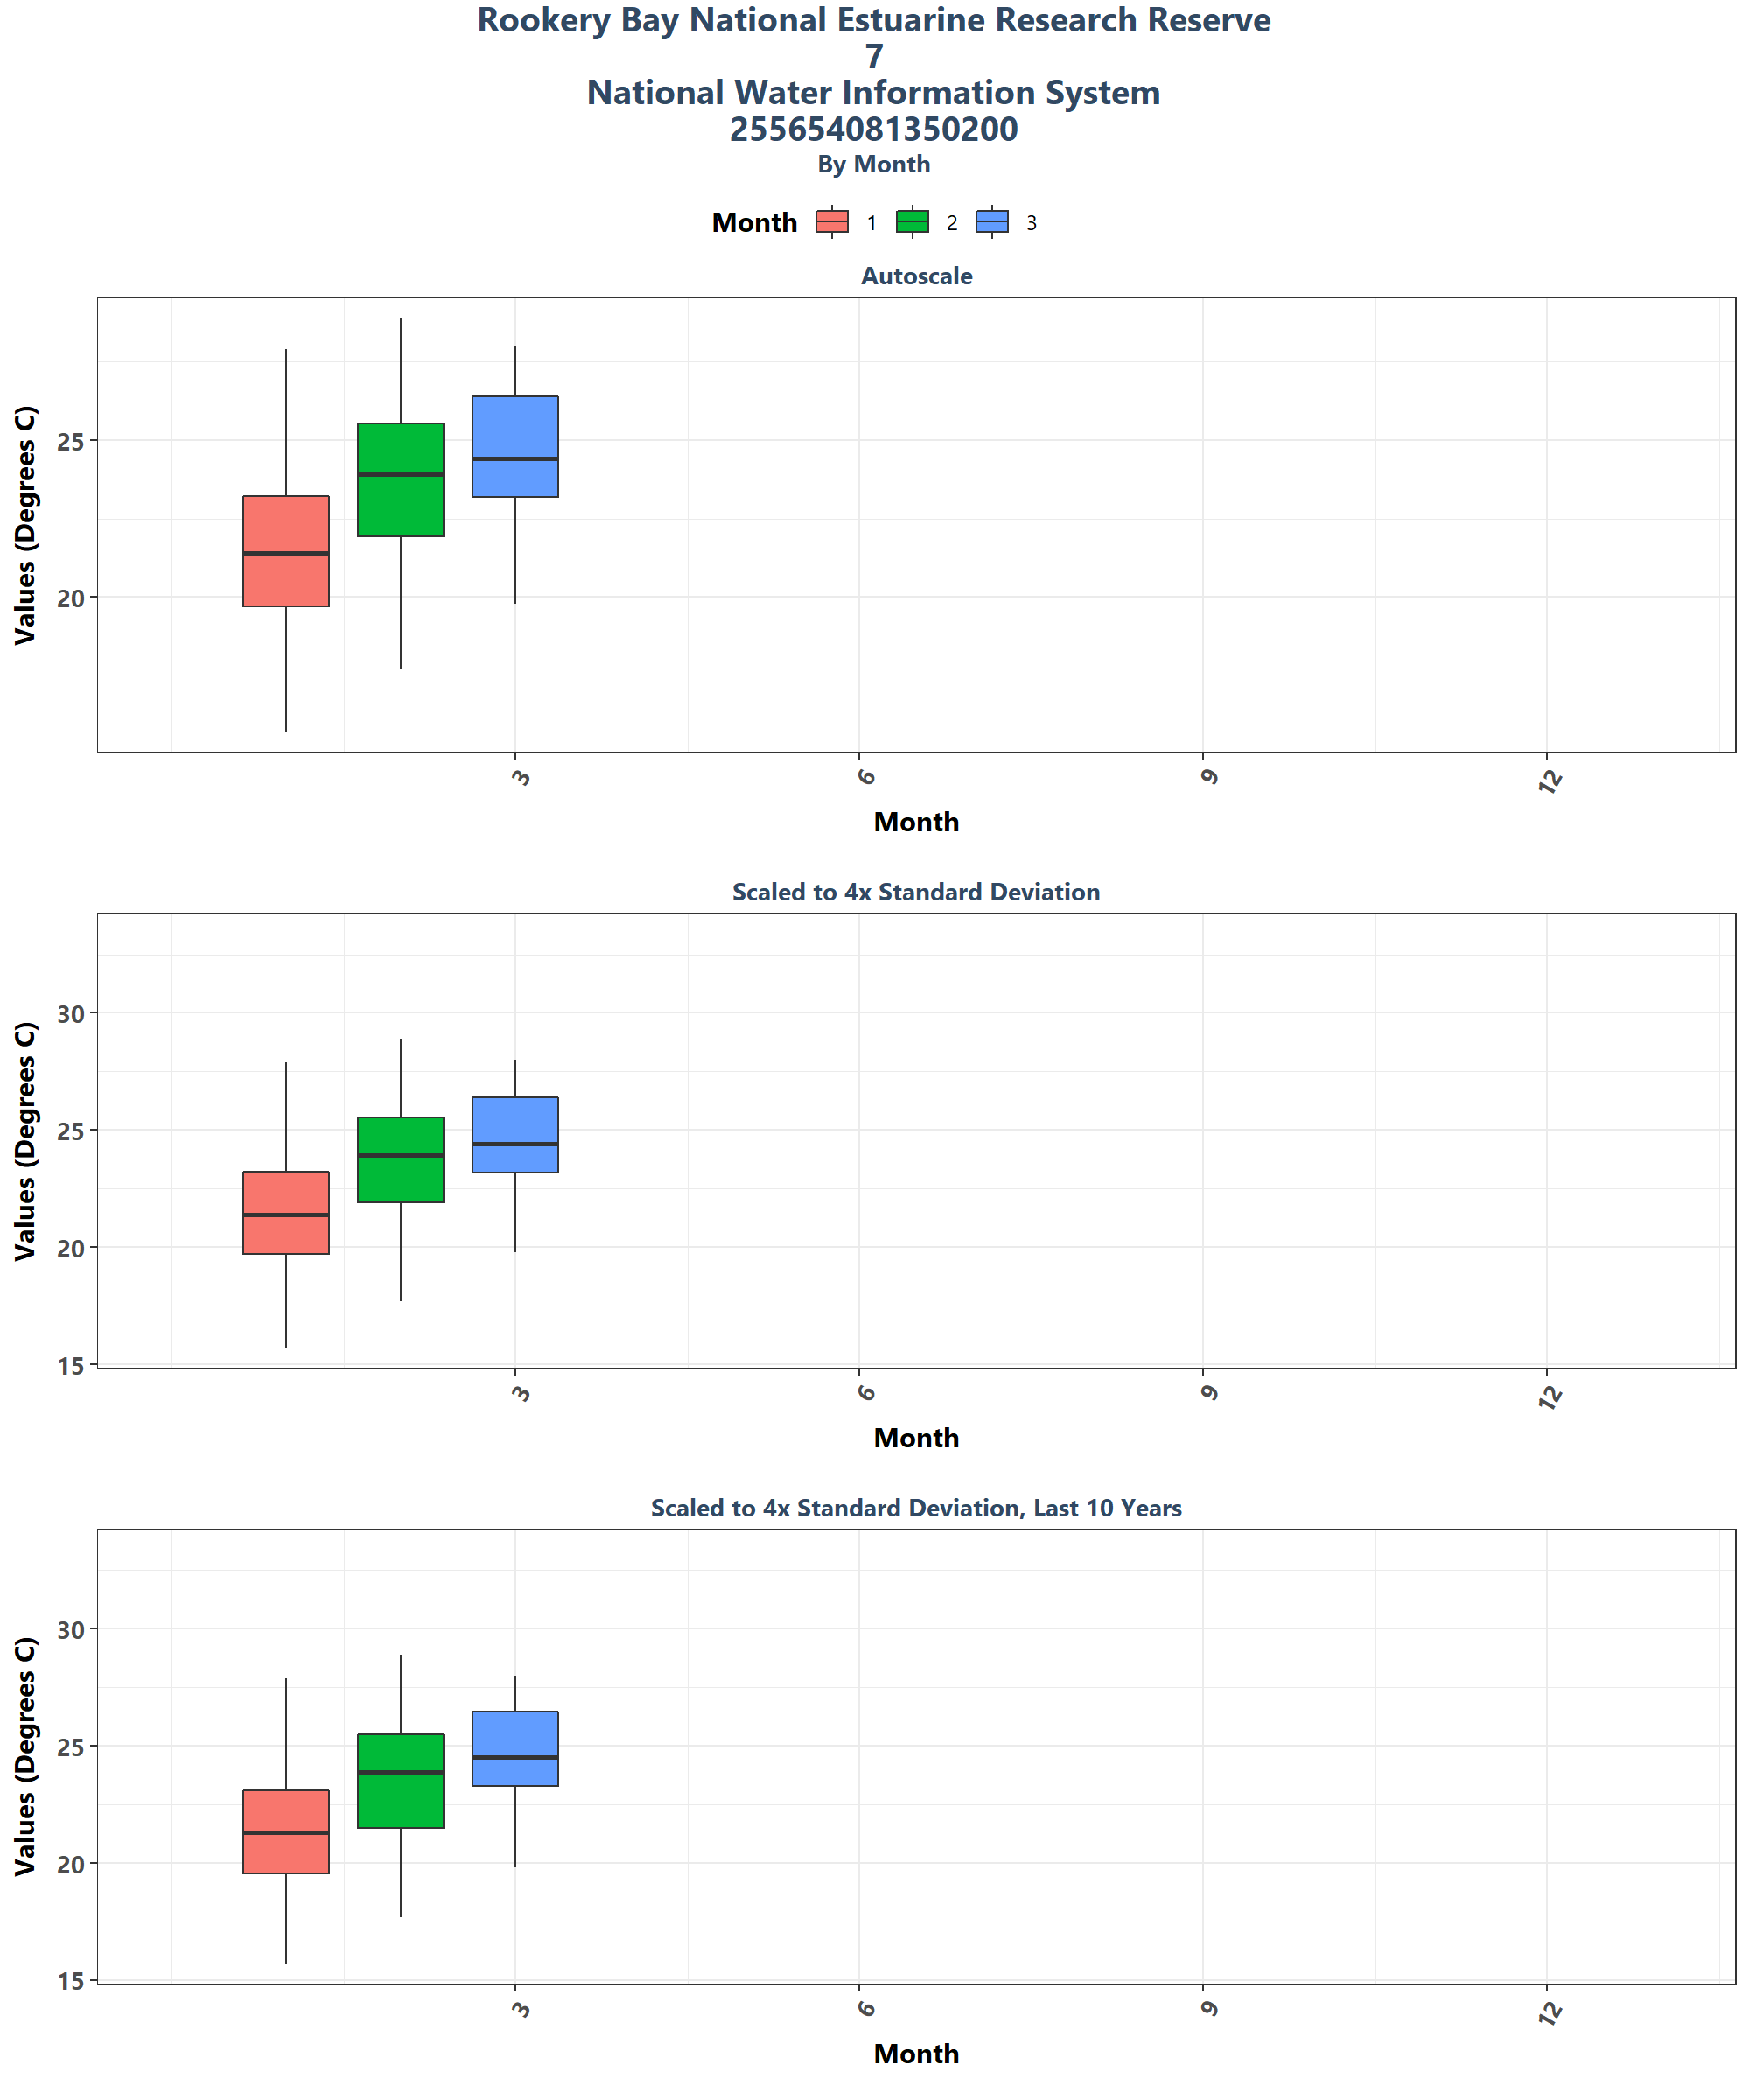 Rookery Bay National Estuarine Research Reserve
7
National Water Information System
255654081350200
By Month
Month 1 2 3
Autoscale
Values (Degrees C)
25
20
3 6 9 12
Month
Scaled to 4x Standard Deviation
Values (Degrees C)
30
25
20
15
3 6 9 12
Month
Scaled to 4x Standard Deviation, Last 10 Years
Values (Degrees C)
30
25
20
15
3 6 9 12
Month